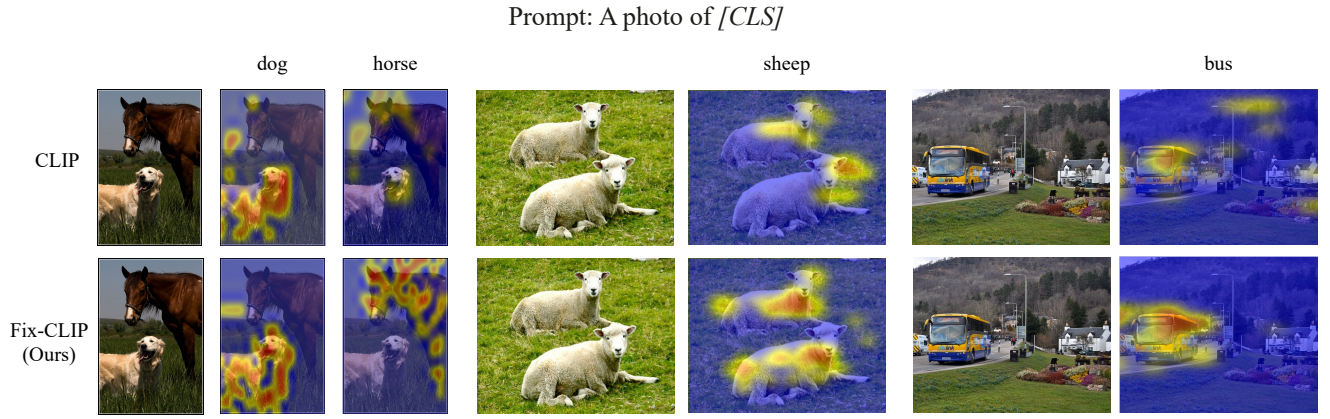 Prompt: A photo of [CLS]
dog horse sheep bus
CLIP
Fix-CLIP
(Ours)